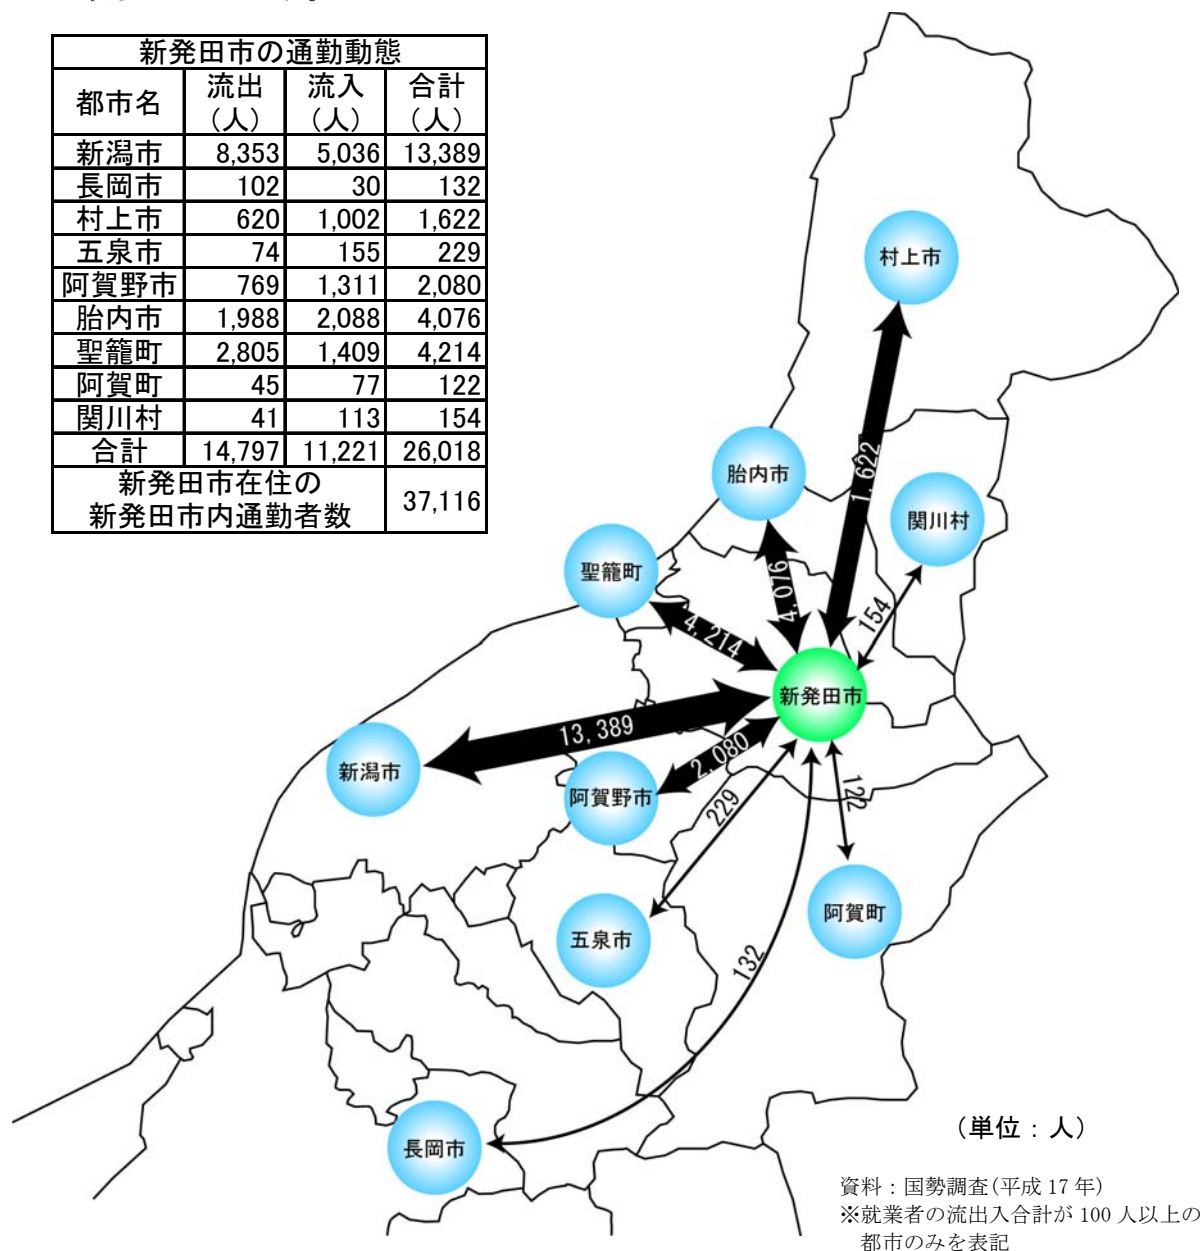 新発田市の通勤動態
都市名 流出(人) 流入(人) 合計(人)
新潟市 8,353 5,036 13,389
長岡市 102 30 132
村上市 620 1,002 1,622
五泉市 74 155 229
阿賀野市 769 1,311 2,080
胎内市 1,988 2,088 4,076
聖籠町 2,805 1,409 4,214
阿賀町 45 77 122
関川村 41 113 154
合計 14,797 11,221 26,018
新発田市在住の
新発田市内通勤者数 37,116
村上市
1,622
胎内市
関川村
聖籠町
4,076
154
4,214
新発田市
13,389
新潟市
2,080
阿賀野市
229
122
阿賀町
五泉市
132
長岡市
(単位：人)
資料：国勢調査(平成 17 年)
※就業者の流出入合計が 100 人以上の
都市のみを表記